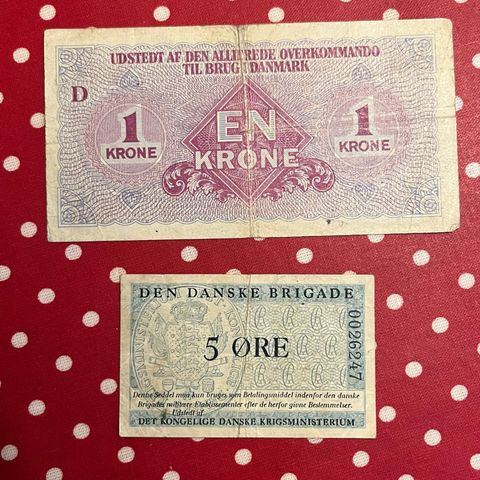 UDSTEDT AF DEN ALLIEREDE OVERKOMMANDO
TIL BRUG I DANMARK
D
1
KRONE
EN
KRONE
1
KRONE
DEN DANSKE BRIGADE
5 ØRE
0026247
Denne Seddel maa kun bruges som Betalingsmiddel indenfor den danske
Brigades militære Etablissementer efter de herfor givne Bestemmelser.
Udstedt af
DET KONGELIGE DANSKE KRIGSMINISTERIUM